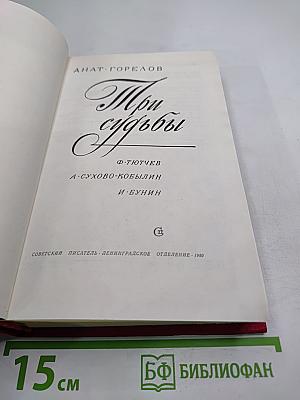 АНАТ·ГОРЕЛОВ
Три
судьбы
Ф·ТЮТЧЕВ
А·СУХОВО-КОБЫЛИН
И·БУНИН
СОВЕТСКИЙ ПИСАТЕЛЬ·ЛЕНИНГРАДСКОЕ ОТДЕЛЕНИЕ·1980
15 см
БФ БИБЛИОФАН